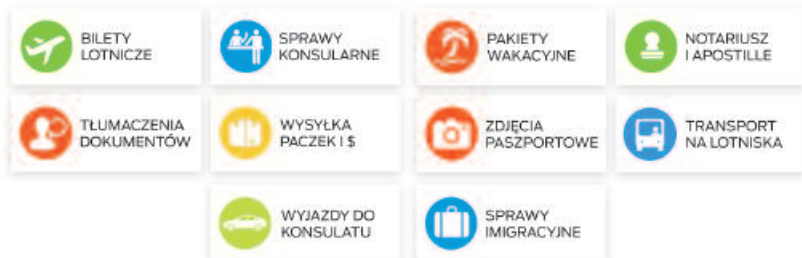 BILETY
LOTNICZE
SPRAWY
KONSULARNE
PAKIETY
WAKACYJNE
NOTARIUSZ
I APOSTILLE
TŁUMACZENIA
DOKUMENTÓW
WYSYŁKA
PACZEK I $
ZDJĘCIA
PASZPORTOWE
TRANSPORT
NA LOTNISKA
WYJAZDY DO
KONSULATU
SPRAWY
IMIGRACYJNE